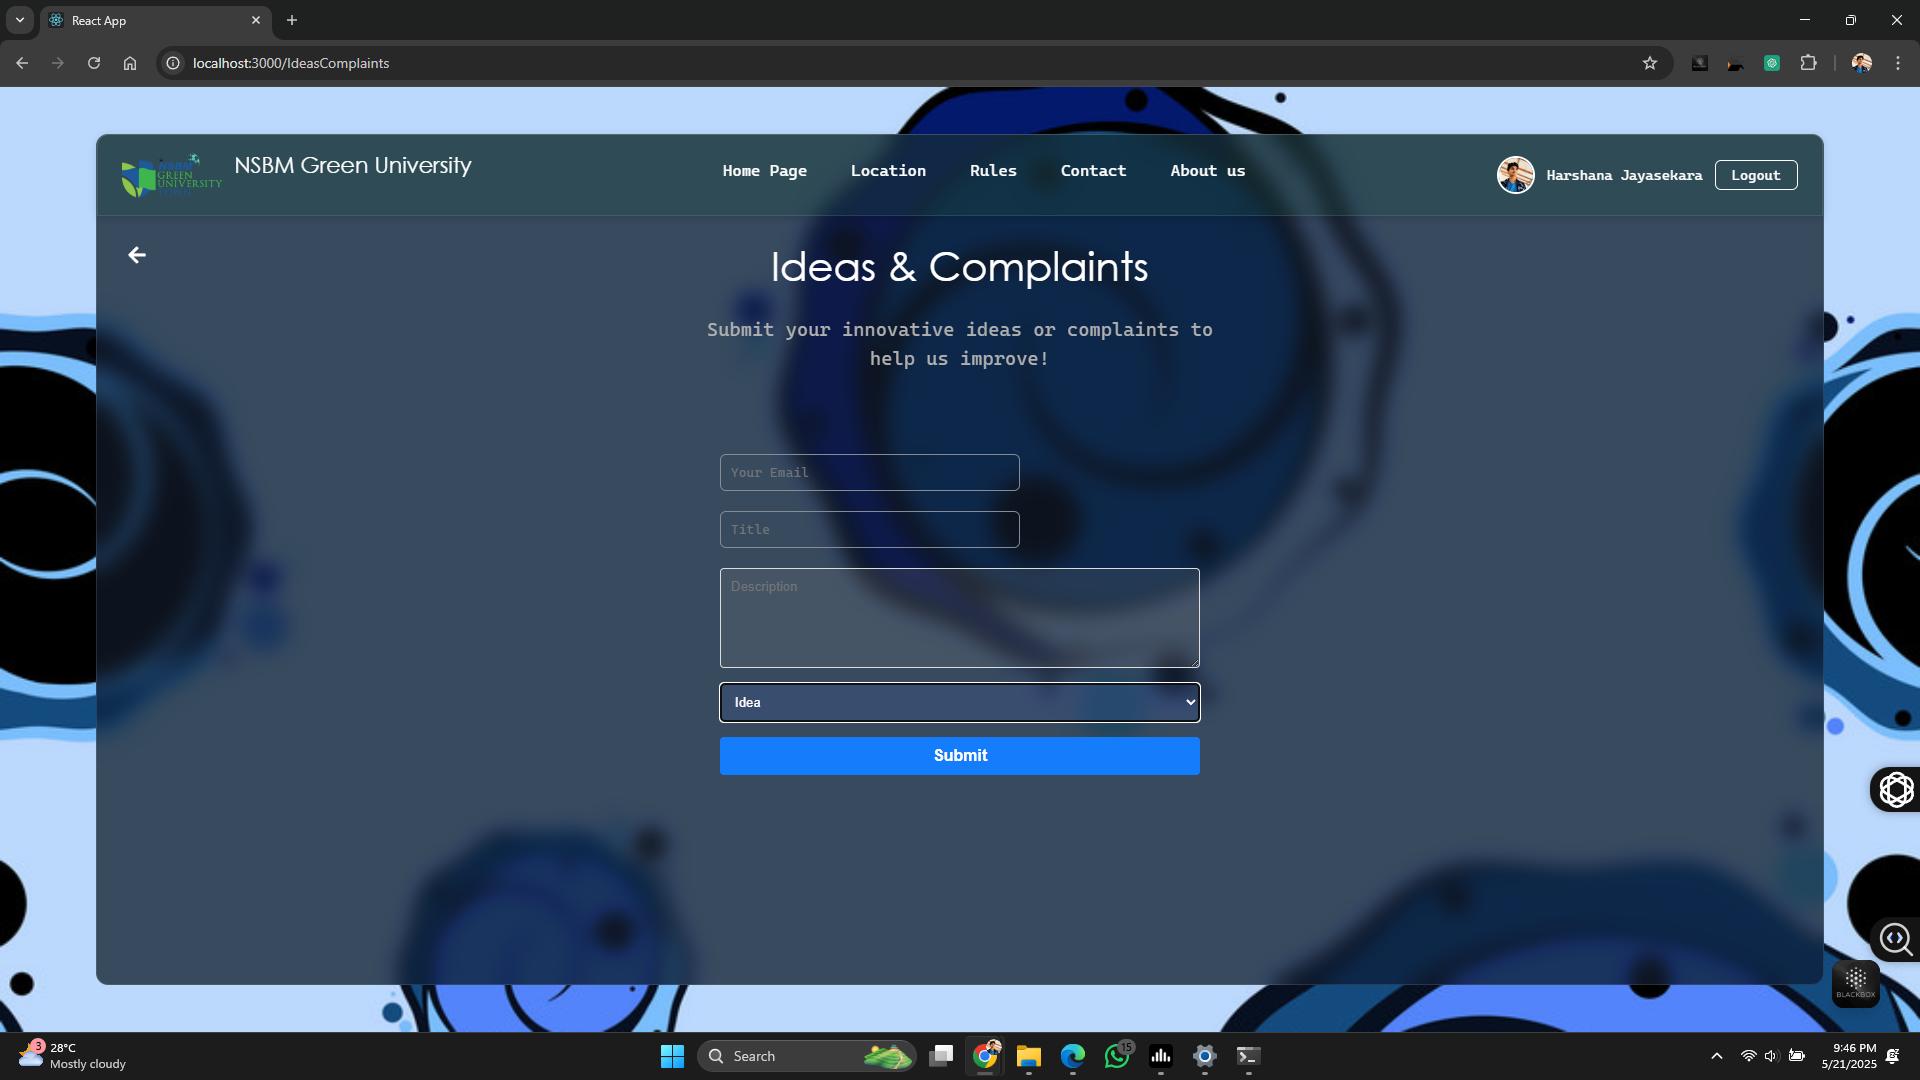 React App
localhost:3000/IdeasComplaints
NSBM
GREEN
UNIVERSITY
NSBM Green University
Home Page
Location
Rules
Contact
About us
Harshana Jayasekara
Logout
Ideas & Complaints
Submit your innovative ideas or complaints to
help us improve!
Your Email
Title
Description
Idea
Submit
BLACKBOX
3
28°C
Mostly cloudy
Search
15
9:46 PM
5/21/2025